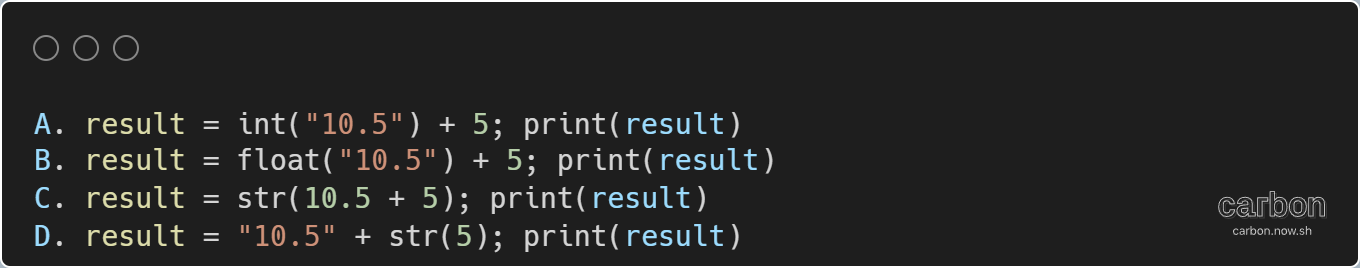 A. result = int("10.5") + 5; print(result)
B. result = float("10.5") + 5; print(result)
C. result = str(10.5 + 5); print(result)
D. result = "10.5" + str(5); print(result)
carbon
carbon.now.sh